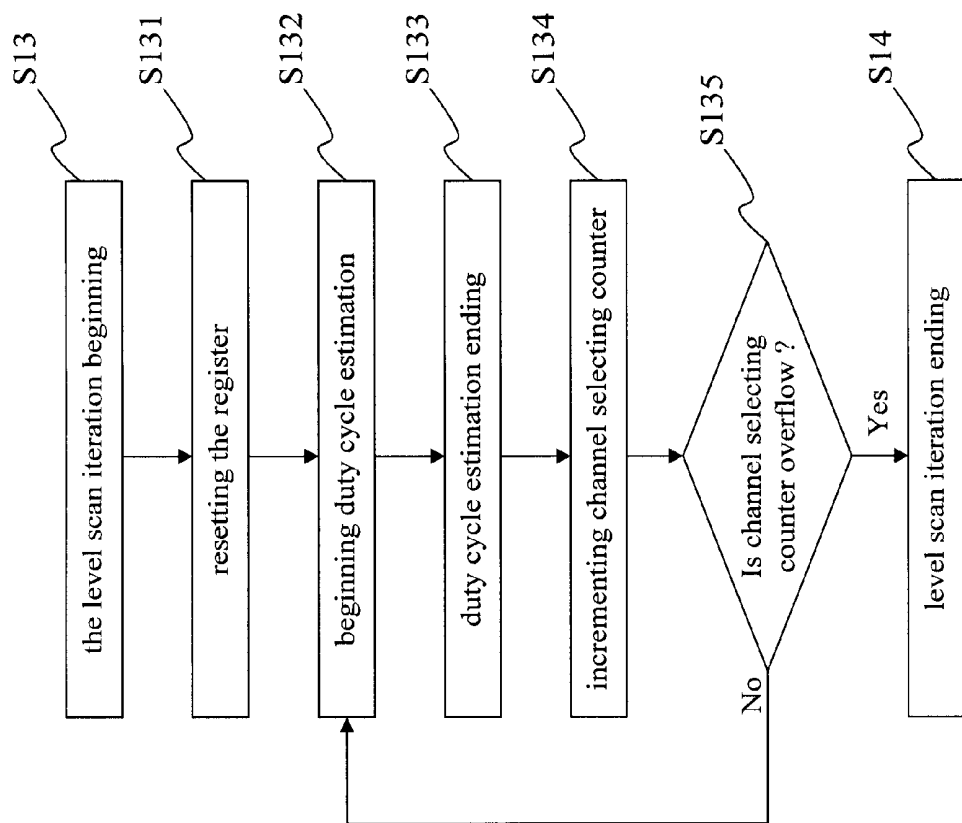 S13
the level scan iteration beginning
S131
resetting the register
S132
beginning duty cycle estimation
S133
duty cycle estimation ending
S134
incrementing channel selecting counter
S135
Is channel selecting
counter overflow ?
No
Yes
S14
level scan iteration ending